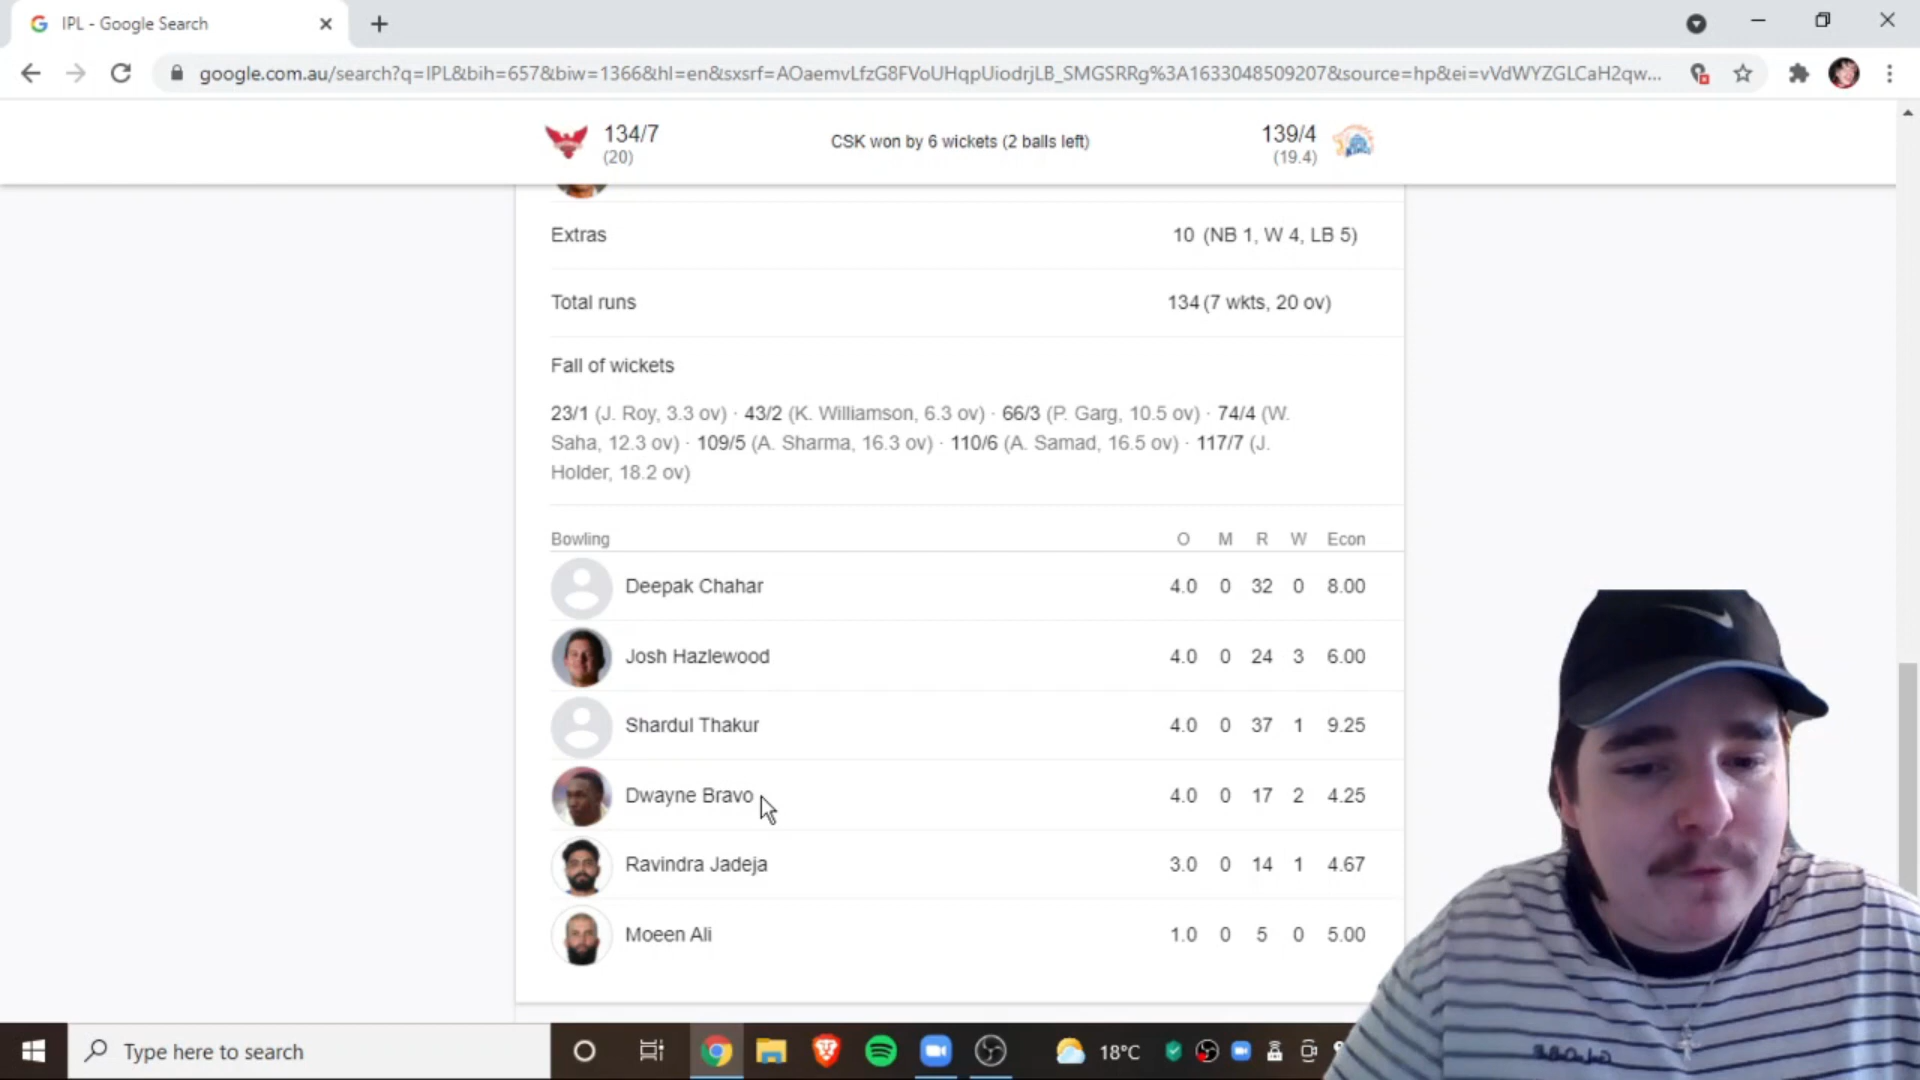 IPL - Google Search
google.com.au/search?q=IPL&bih=657&biw=1366&hl=en&sxsrf=AOaemvLfzG8FVoUHqpUiodrjLB_SMGSRRg%3A1633048509207&source=hp&ei=vVdWYZGLCaH2qw...
134/7
(20)
CSK won by 6 wickets (2 balls left)
139/4
(19.4)
Extras 10 (NB 1, W 4, LB 5)
Total runs 134 (7 wkts, 20 ov)
Fall of wickets
23/1 (J. Roy, 3.3 ov) · 43/2 (K. Williamson, 6.3 ov) · 66/3 (P. Garg, 10.5 ov) · 74/4 (W.
Saha, 12.3 ov) · 109/5 (A. Sharma, 16.3 ov) · 110/6 (A. Samad, 16.5 ov) · 117/7 (J.
Holder, 18.2 ov)
Bowling O M R W Econ
Deepak Chahar 4.0 0 32 0 8.00
Josh Hazlewood 4.0 0 24 3 6.00
Shardul Thakur 4.0 0 37 1 9.25
Dwayne Bravo 4.0 0 17 2 4.25
Ravindra Jadeja 3.0 0 14 1 4.67
Moeen Ali 1.0 0 5 0 5.00
Type here to search
18°C